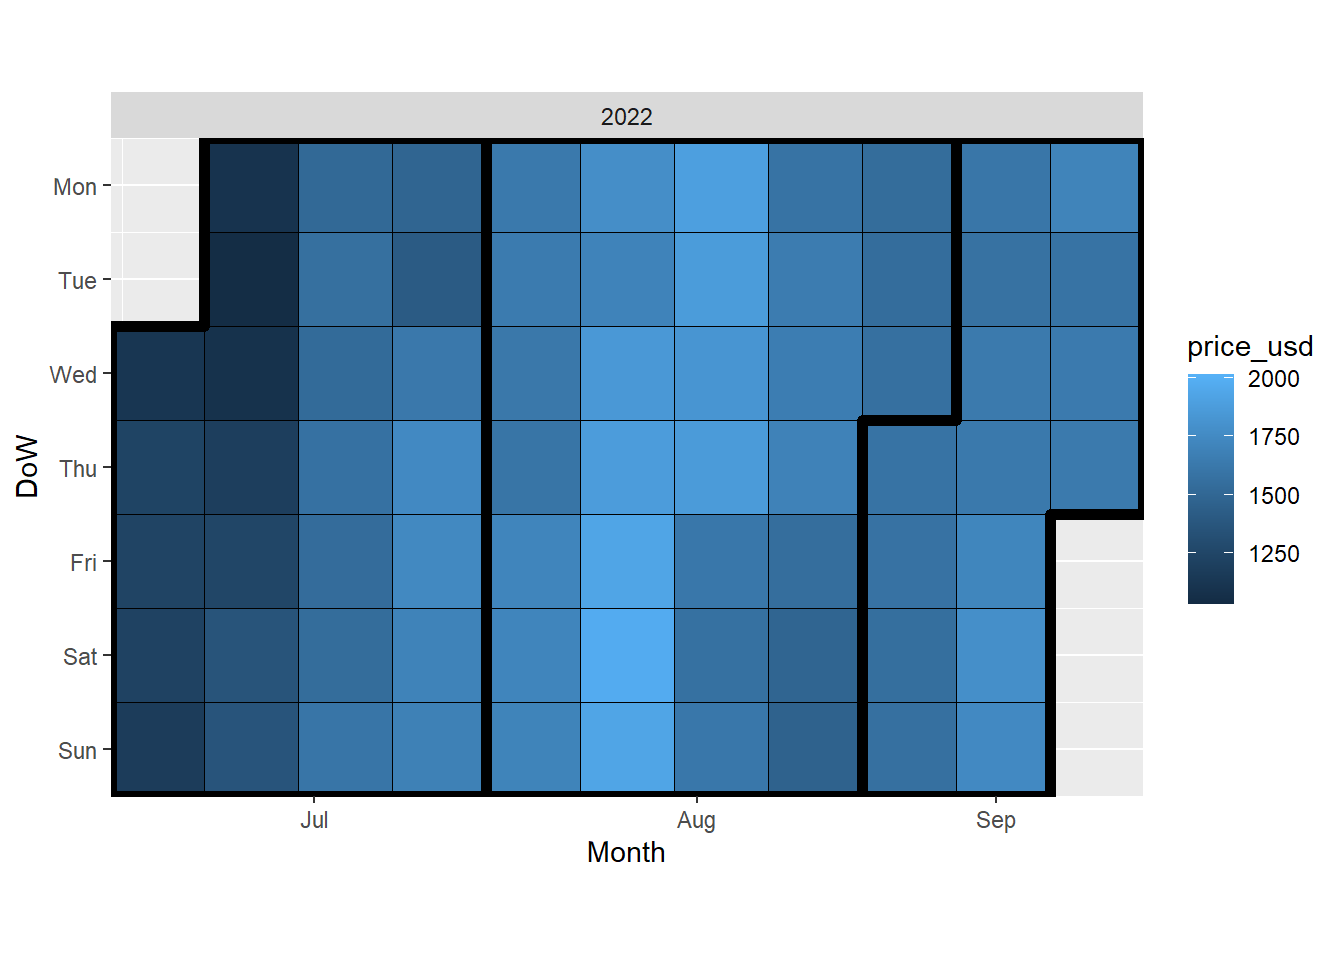 2022
Mon
Tue
Wed
Thu
Fri
Sat
Sun
DoW
Jul Aug Sep
Month
price_usd
2000
1750
1500
1250